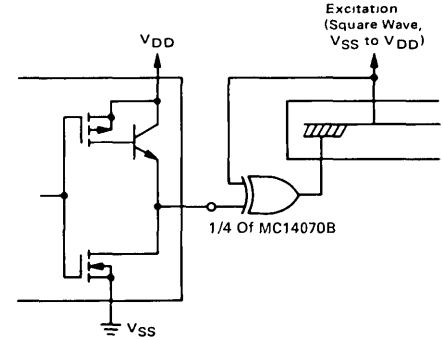 Excitation
(Square Wave,
VSS to VDD)
VDD
1/4 Of MC14070B
VSS